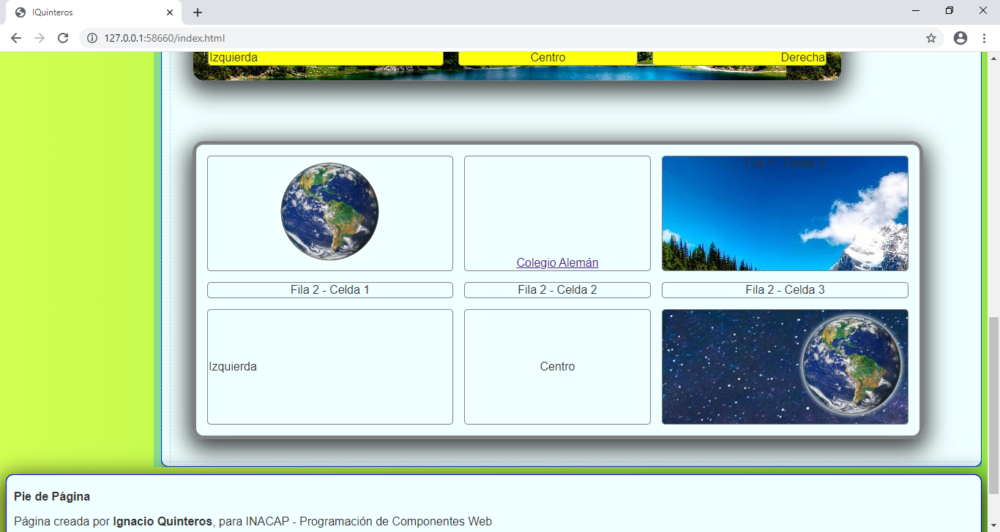 IQuinteros
127.0.0.1:58660/index.html
Izquierda Centro Derecha
Fila 1 - Celda 3
Colegio Alemán
Fila 2 - Celda 1 Fila 2 - Celda 2 Fila 2 - Celda 3
Izquierda Centro
Pie de Página
Página creada por Ignacio Quinteros, para INACAP - Programación de Componentes Web